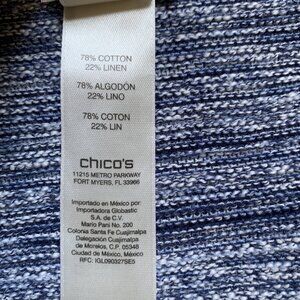 78% COTTON
22% LINEN
78% ALGODÓN
22% LINO
78% COTON
22% LIN
chico's
11215 METRO PARKWAY
FORT MYERS, FL 33966
Importado en México por
Importadora Globastic
S.A. de C.V.
Mario Pani No. 200
Colonia Santa Fe Cuajimalpa
Delegación Cuajimalpa
de Morelos, C.P. 05348
Ciudad de México, México
RFC: IGL090327SE5